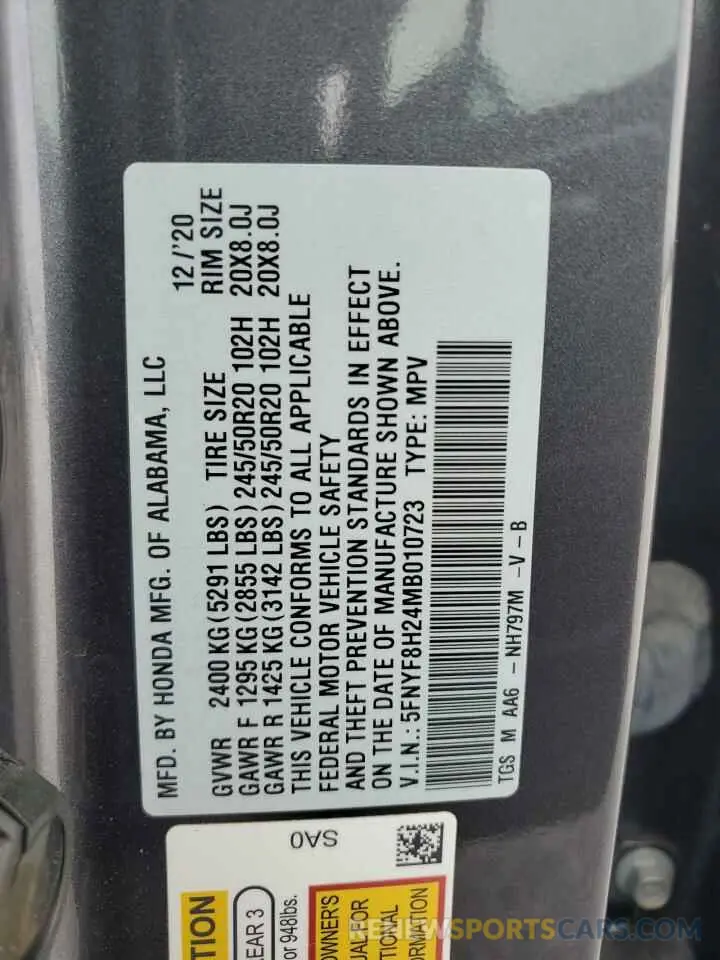 MFD. BY HONDA MFG. OF ALABAMA, LLC 12/'20
GVWR 2400 KG (5291 LBS) TIRE SIZE RIM SIZE
GAWR F 1295 KG (2855 LBS) 245/50R20 102H 20X8.0J
GAWR R 1425 KG (3142 LBS) 245/50R20 102H 20X8.0J
THIS VEHICLE CONFORMS TO ALL APPLICABLE
FEDERAL MOTOR VEHICLE SAFETY
AND THEFT PREVENTION STANDARDS IN EFFECT
ON THE DATE OF MANUFACTURE SHOWN ABOVE.
V.I.N.: 5FNYF8H24MB010723 TYPE: MPV
TGS M AA6 - NH797M -V-B
SA0
TION
EAR 3
or 948lbs.
OWNER'S
UAL FOR
TIONAL
ORMATION
RENEWSPORTSCARS.COM